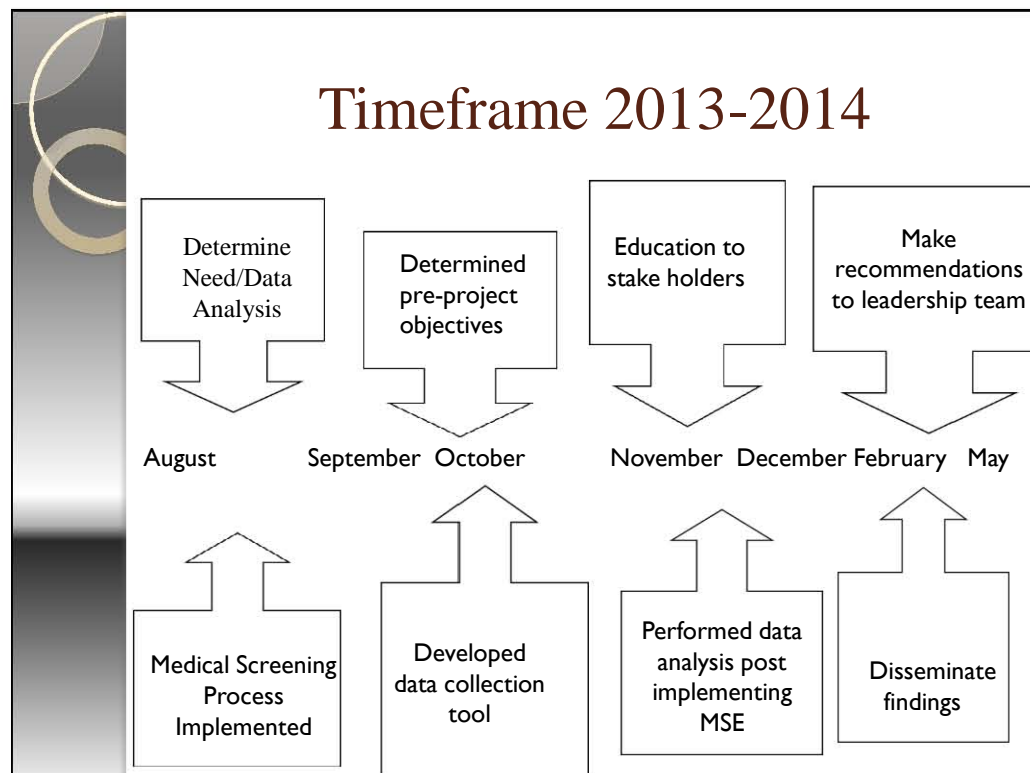 Timeframe 2013-2014
Determine
Need/Data
Analysis
Determined
pre-project
objectives
Education to
stake holders
Make
recommendations
to leadership team
August September October November December February May
Medical Screening
Process
Implemented
Developed
data collection
tool
Performed data
analysis post
implementing
MSE
Disseminate
findings